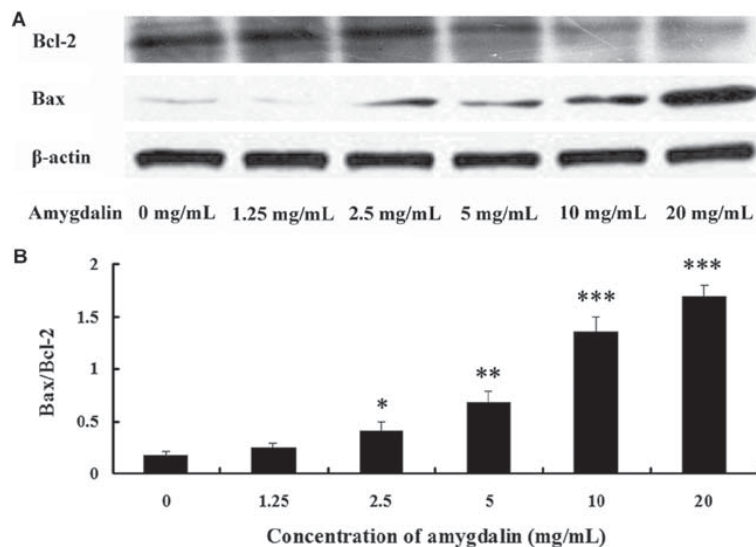 A
Bcl-2
Bax
β-actin
Amygdalin 0 mg/mL 1.25 mg/mL 2.5 mg/mL 5 mg/mL 10 mg/mL 20 mg/mL
B
2
1.5
1
0.5
0
Bax/Bcl-2
*
**
***
***
0 1.25 2.5 5 10 20
Concentration of amygdalin (mg/mL)